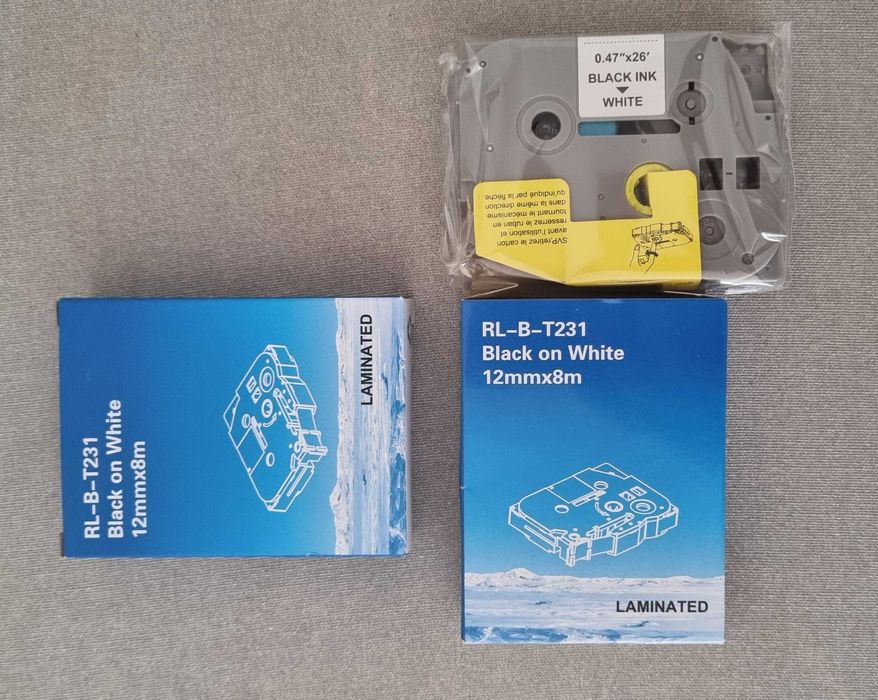 0.47"x26'
BLACK INK
WHITE
SVP,retirez le carton
avant l'utilisation et
resserrez le ruban en
tournant le mécanisme
dans la même direction
qu'indiqué par la flèche
RL-B-T231
Black on White
12mmx8m
LAMINATED
RL-B-T231
Black on White
12mmx8m
LAMINATED